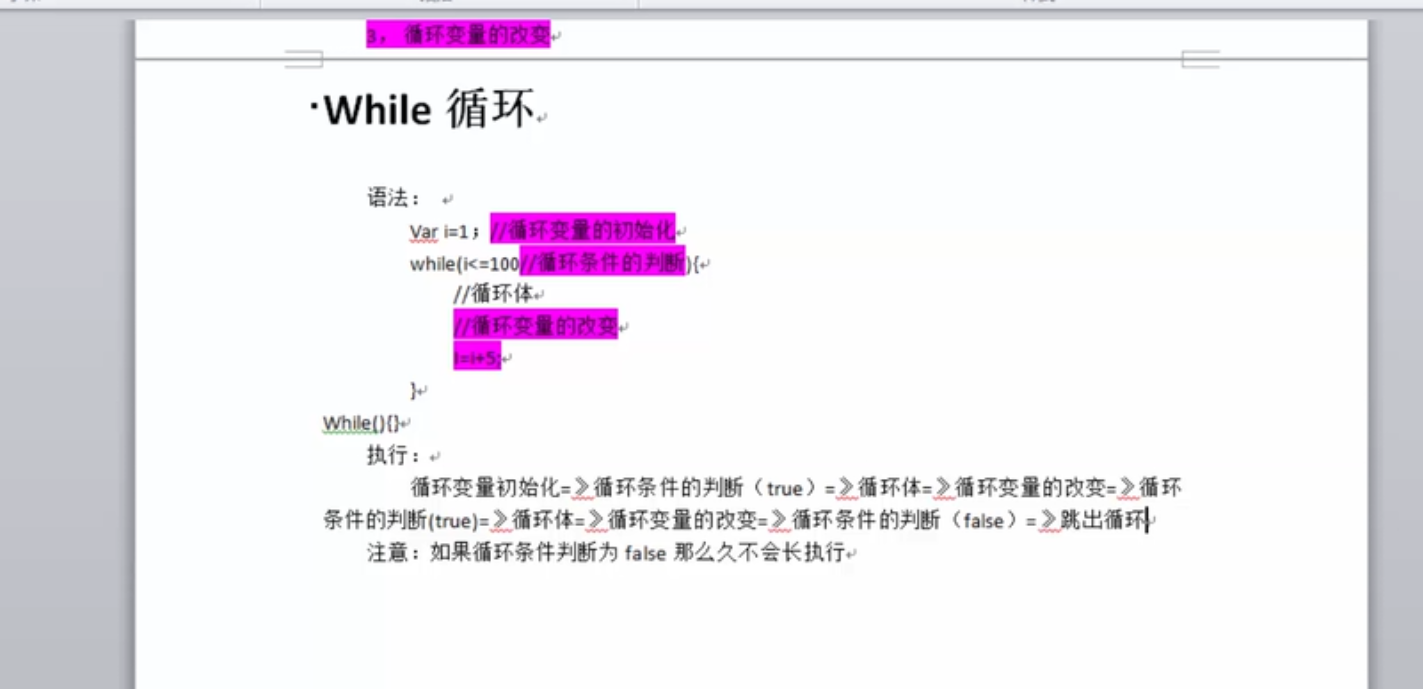 3， 循环变量的改变
While 循环
语法：
Var i=1；//循环变量的初始化
while(i<=100//循环条件的判断){
//循环体
//循环变量的改变
I=i+5;
}
While(){}
执行：
循环变量初始化=》循环条件的判断（true）=》循环体=》循环变量的改变=》循环
条件的判断(true)=》循环体=》循环变量的改变=》循环条件的判断（false）=》跳出循环
注意：如果循环条件判断为 false 那么久不会长执行